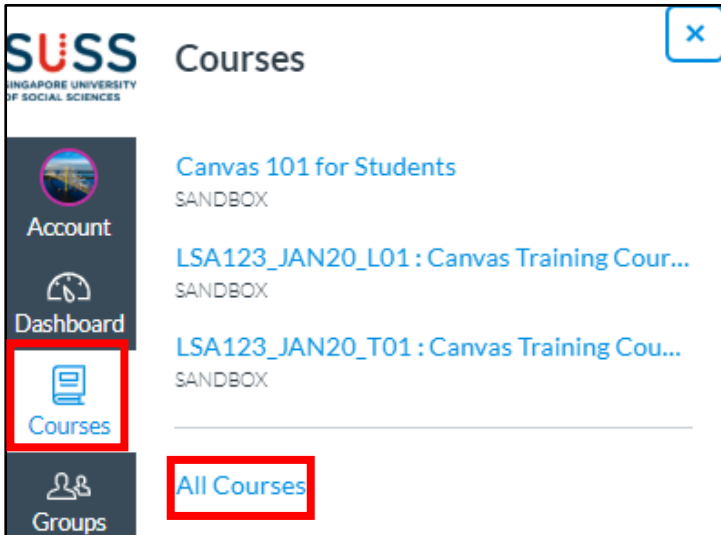 SUSS
SINGAPORE UNIVERSITY
OF SOCIAL SCIENCES
Courses
×
Account
Dashboard
Courses
Groups
Canvas 101 for Students
SANDBOX
LSA123_JAN20_L01 : Canvas Training Cour...
SANDBOX
LSA123_JAN20_T01 : Canvas Training Cou...
SANDBOX
All Courses